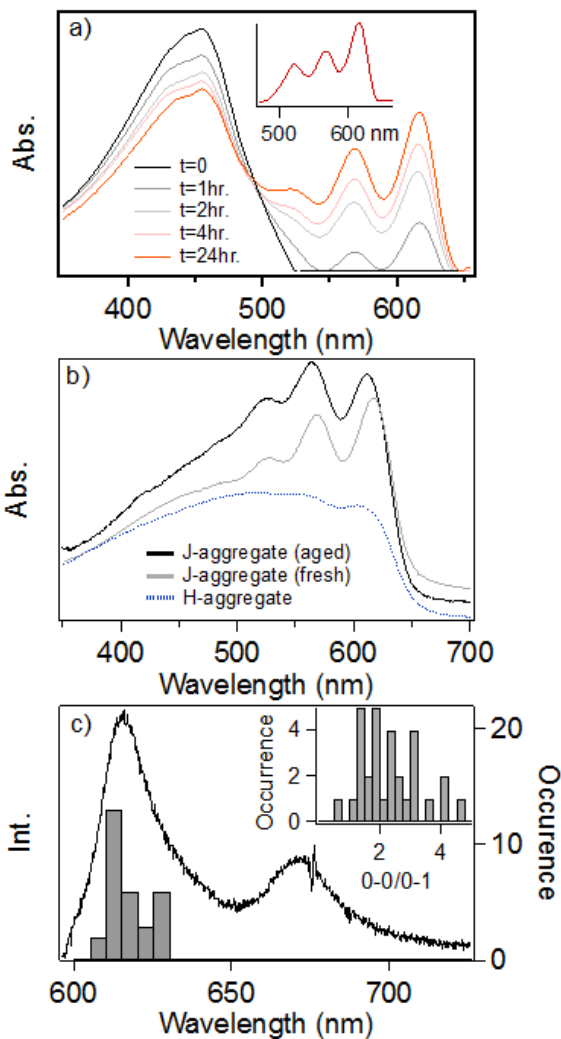 a)
Abs.
500
600 nm
t=0
t=1hr.
t=2hr.
t=4hr.
t=24hr.
400
500
600
Wavelength (nm)
b)
Abs.
J-aggregate (aged)
J-aggregate (fresh)
H-aggregate
400
500
600
700
Wavelength (nm)
c)
Int.
Occurrence
4
2
0
2
4
0-0/0-1
20
10
0
Occurence
600
650
700
Wavelength (nm)